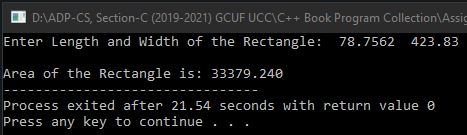 D:\ADP-CS, Section-C (2019-2021) GCUF UCC\C++ Book Program Collection\Assig
Enter Length and Width of the Rectangle:  78.7562  423.83
Area of the Rectangle is: 33379.240
--------------------------------
Process exited after 21.54 seconds with return value 0
Press any key to continue . . .